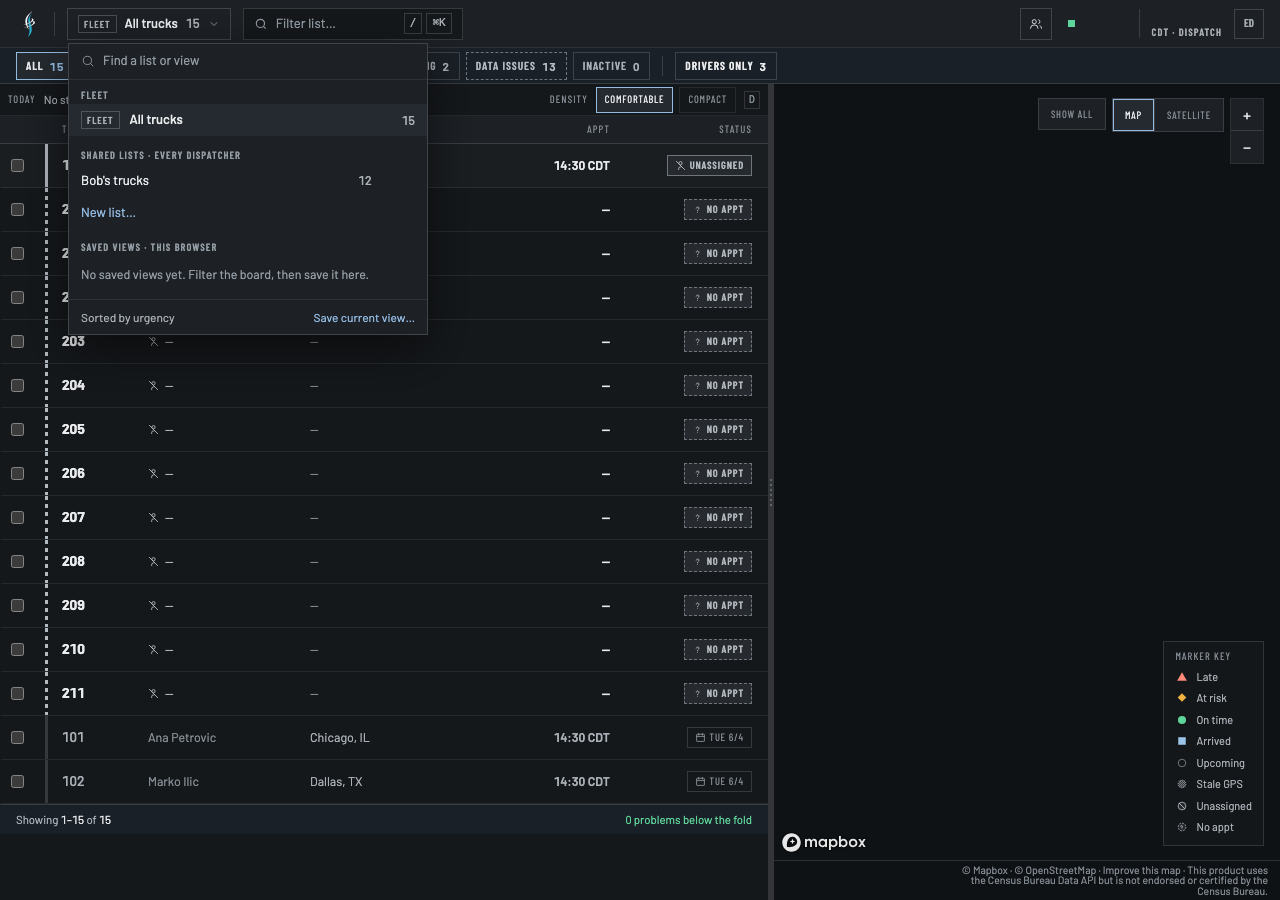 FLEET All trucks 15 Filter list... / ⌘K
CDT · DISPATCH ED
ALL 15
G 2 DATA ISSUES 13 INACTIVE 0 DRIVERS ONLY 3
Find a list or view
FLEET
FLEET All trucks 15
SHARED LISTS · EVERY DISPATCHER
Bob's trucks 12
New list...
SAVED VIEWS · THIS BROWSER
No saved views yet. Filter the board, then save it here.
Sorted by urgency Save current view...
TODAY No st DENSITY COMFORTABLE COMPACT D
T APPT STATUS
1 14:30 CDT UNASSIGNED
2 — ? NO APPT
2 — ? NO APPT
2 — ? NO APPT
203 — — — ? NO APPT
204 — — — ? NO APPT
205 — — — ? NO APPT
206 — — — ? NO APPT
207 — — — ? NO APPT
208 — — — ? NO APPT
209 — — — ? NO APPT
210 — — — ? NO APPT
211 — — — ? NO APPT
101 Ana Petrovic Chicago, IL 14:30 CDT TUE 6/4
102 Marko Ilic Dallas, TX 14:30 CDT TUE 6/4
Showing 1–15 of 15 0 problems below the fold
SHOW ALL MAP SATELLITE +
−
MARKER KEY
Late
At risk
On time
Arrived
Upcoming
Stale GPS
Unassigned
No appt
mapbox
© Mapbox · © OpenStreetMap · Improve this map · This product uses
the Census Bureau Data API but is not endorsed or certified by the
Census Bureau.